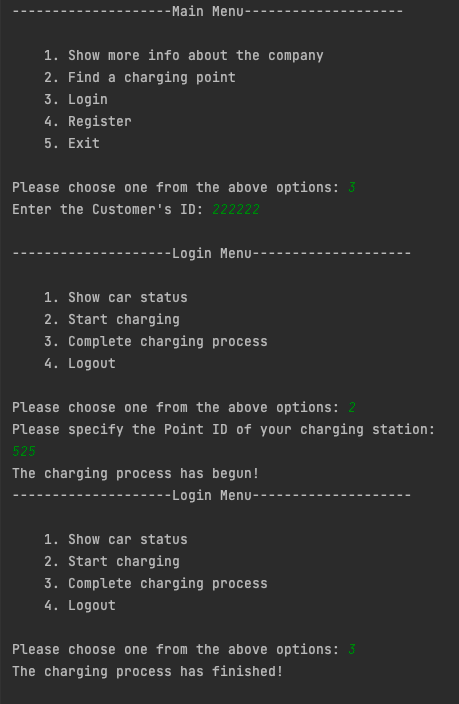 --------------------Main Menu--------------------
1. Show more info about the company
2. Find a charging point
3. Login
4. Register
5. Exit
Please choose one from the above options: 3
Enter the Customer's ID: 222222
--------------------Login Menu--------------------
1. Show car status
2. Start charging
3. Complete charging process
4. Logout
Please choose one from the above options: 2
Please specify the Point ID of your charging station:
525
The charging process has begun!
--------------------Login Menu--------------------
1. Show car status
2. Start charging
3. Complete charging process
4. Logout
Please choose one from the above options: 3
The charging process has finished!